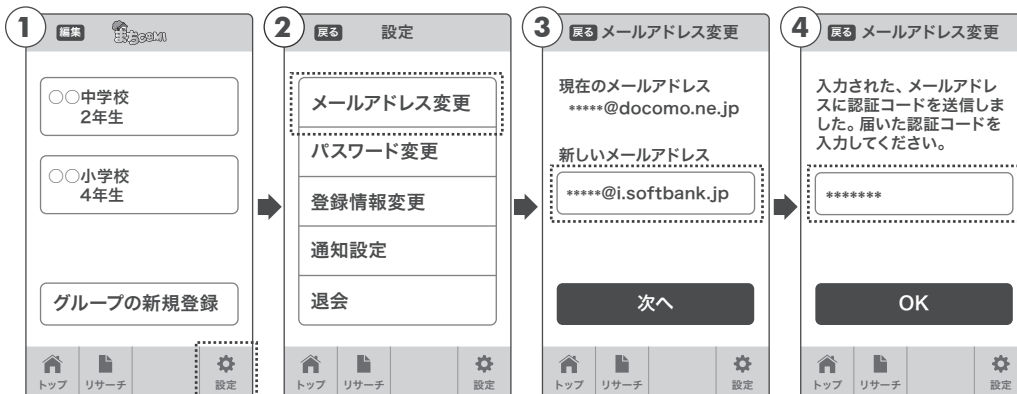 1
編集
まちcomi
○○中学校
2年生
○○小学校
4年生
グループの新規登録
トップ
リサーチ
設定
2
戻る
設定
メールアドレス変更
パスワード変更
登録情報変更
通知設定
退会
トップ
リサーチ
設定
3
戻る
メールアドレス変更
現在のメールアドレス
*****@docomo.ne.jp
新しいメールアドレス
*****@i.softbank.jp
次へ
トップ
リサーチ
設定
4
戻る
メールアドレス変更
入力された、メールアドレ
スに認証コードを送信しま
した。届いた認証コードを
入力してください。
*******
OK
トップ
リサーチ
設定